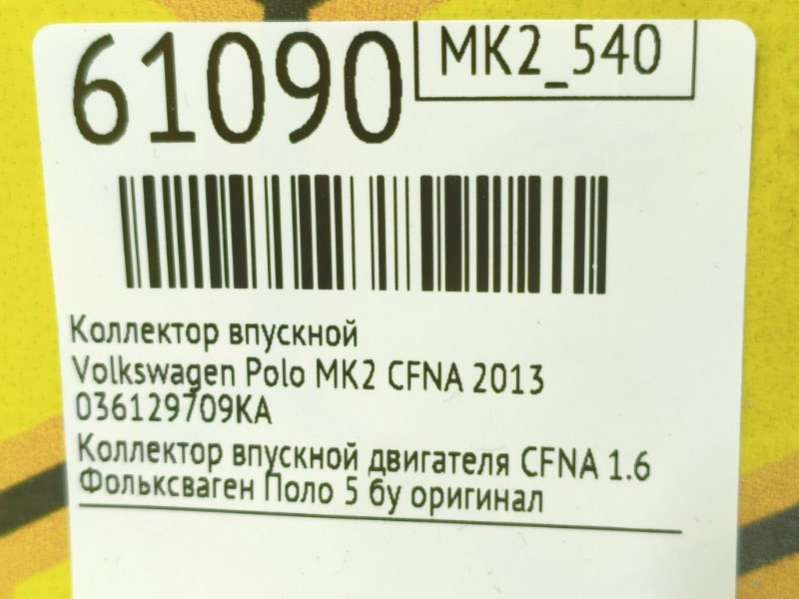 61090
МК2_540
Коллектор впускной
Volkswagen Polo MK2 CFNA 2013
036129709KA
Коллектор впускной двигателя CFNA 1.6
Фольксваген Поло 5 бу оригинал